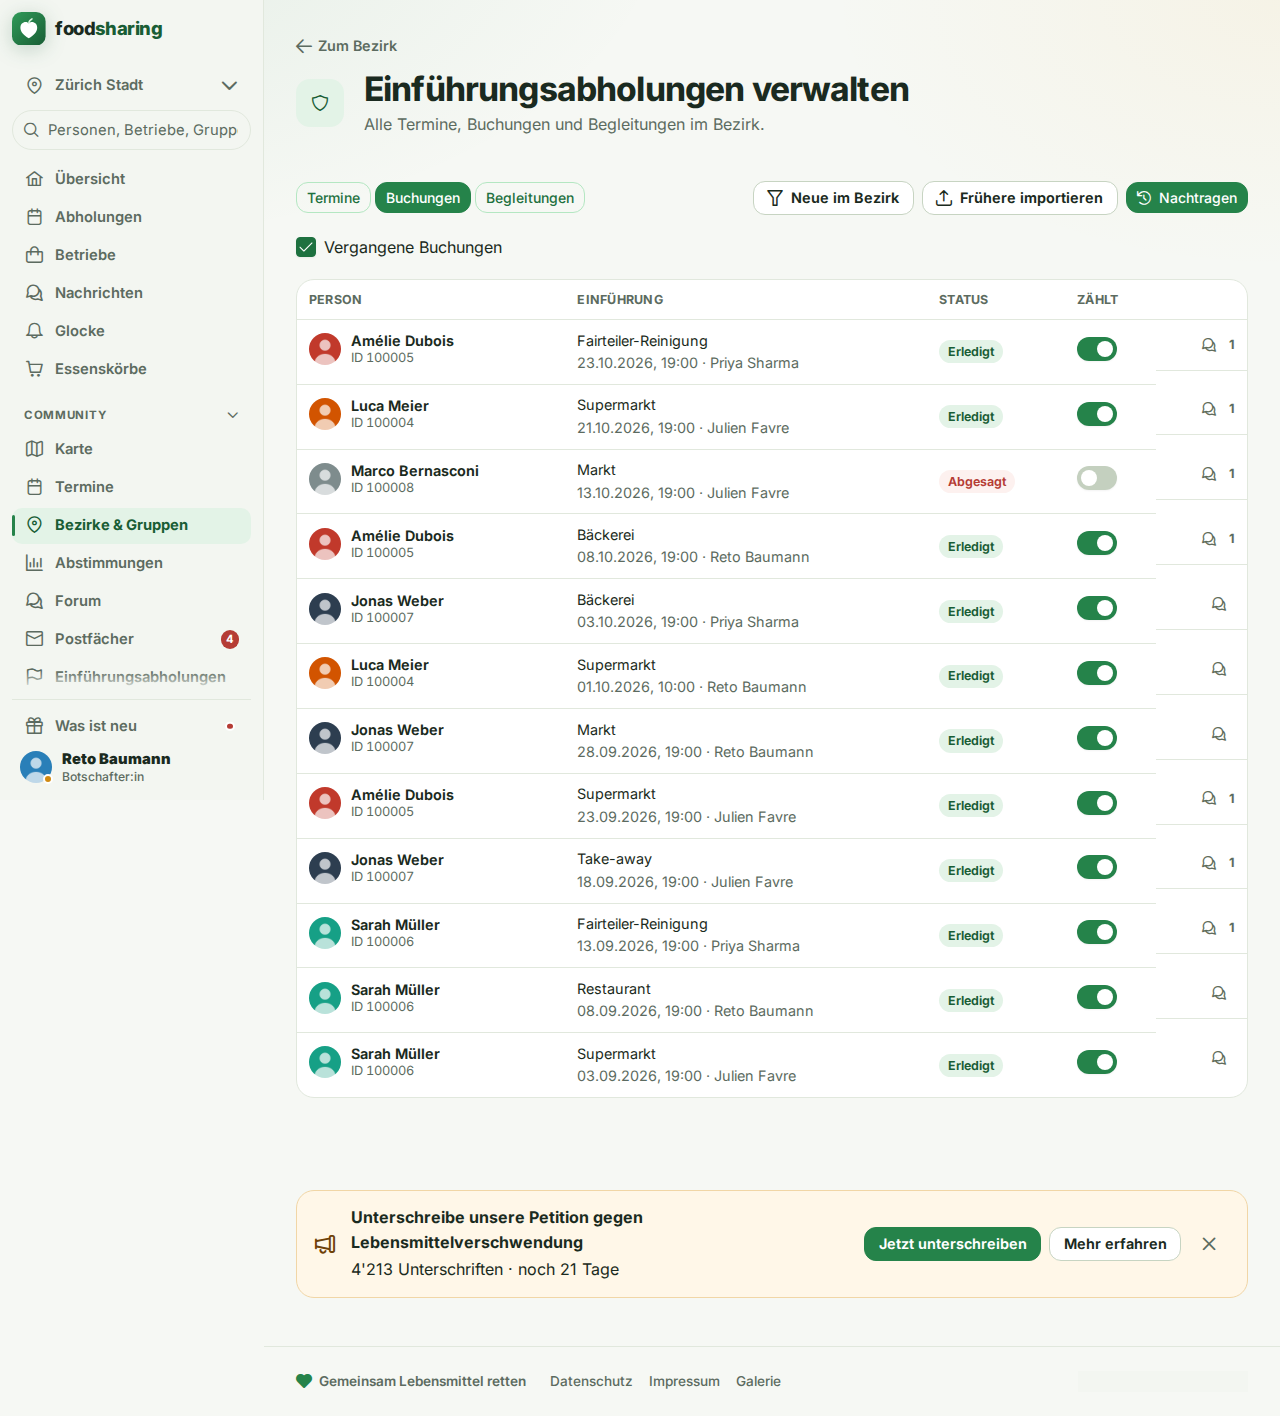 foodsharing
Zürich Stadt
Personen, Betriebe, Grupp
Übersicht
Abholungen
Betriebe
Nachrichten
Glocke
Essenskörbe
COMMUNITY
Karte
Termine
Bezirke & Gruppen
Abstimmungen
Forum
Postfächer 4
Einführungsabholungen
Was ist neu
Reto Baumann
Botschafter:in
Zum Bezirk
Einführungsabholungen verwalten
Alle Termine, Buchungen und Begleitungen im Bezirk.
Termine Buchungen Begleitungen Neue im Bezirk Frühere importieren Nachtragen
Vergangene Buchungen
PERSON EINFÜHRUNG STATUS ZÄHLT
Amélie Dubois Fairteiler-Reinigung
ID 100005 23.10.2026, 19:00 · Priya Sharma Erledigt 1
Luca Meier Supermarkt
ID 100004 21.10.2026, 19:00 · Julien Favre Erledigt 1
Marco Bernasconi Markt
ID 100008 13.10.2026, 19:00 · Julien Favre Abgesagt 1
Amélie Dubois Bäckerei
ID 100005 08.10.2026, 19:00 · Reto Baumann Erledigt 1
Jonas Weber Bäckerei
ID 100007 03.10.2026, 19:00 · Priya Sharma Erledigt
Luca Meier Supermarkt
ID 100004 01.10.2026, 10:00 · Reto Baumann Erledigt
Jonas Weber Markt
ID 100007 28.09.2026, 19:00 · Reto Baumann Erledigt
Amélie Dubois Supermarkt
ID 100005 23.09.2026, 19:00 · Julien Favre Erledigt 1
Jonas Weber Take-away
ID 100007 18.09.2026, 19:00 · Julien Favre Erledigt 1
Sarah Müller Fairteiler-Reinigung
ID 100006 13.09.2026, 19:00 · Priya Sharma Erledigt 1
Sarah Müller Restaurant
ID 100006 08.09.2026, 19:00 · Reto Baumann Erledigt
Sarah Müller Supermarkt
ID 100006 03.09.2026, 19:00 · Julien Favre Erledigt
Unterschreibe unsere Petition gegen
Lebensmittelverschwendung
4'213 Unterschriften · noch 21 Tage
Jetzt unterschreiben Mehr erfahren
Gemeinsam Lebensmittel retten Datenschutz Impressum Galerie